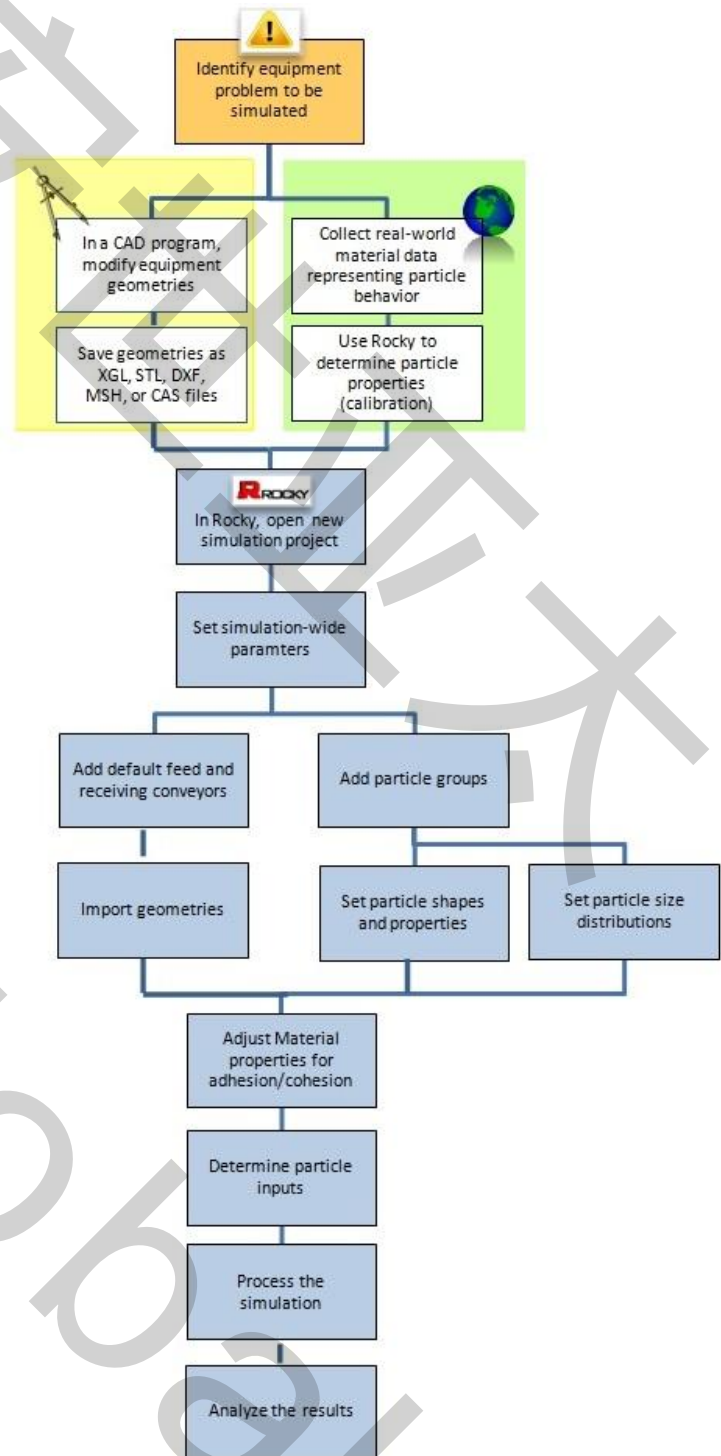 Identify equipment
problem to be
simulated
In a CAD program,
modify equipment
geometries
Save geometries as
XGL, STL, DXF,
MSH, or CAS files
Collect real-world
material data
representing particle
behavior
Use Rocky to
determine particle
properties
(calibration)
ROCKY
In Rocky, open new
simulation project
Set simulation-wide
paramter
Add default feed and
receiving conveyors
Import geometries
Add particle groups
Set particle shapes
and properties
Set particle size
distributions
Adjust Material
properties for
adhesion/cohesion
Determine particle
inputs
Process the
simulation
Analyze the results